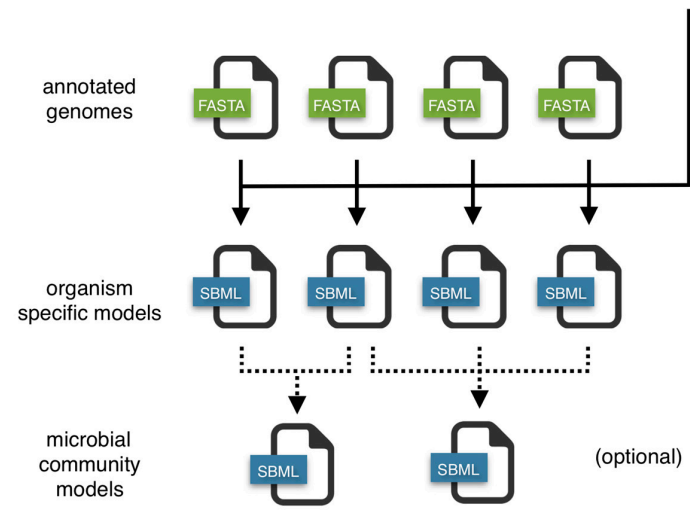 annotated
genomes
FASTA FASTA FASTA FASTA
organism
specific models
SBML SBML SBML SBML
microbial
community
models
SBML SBML
(optional)